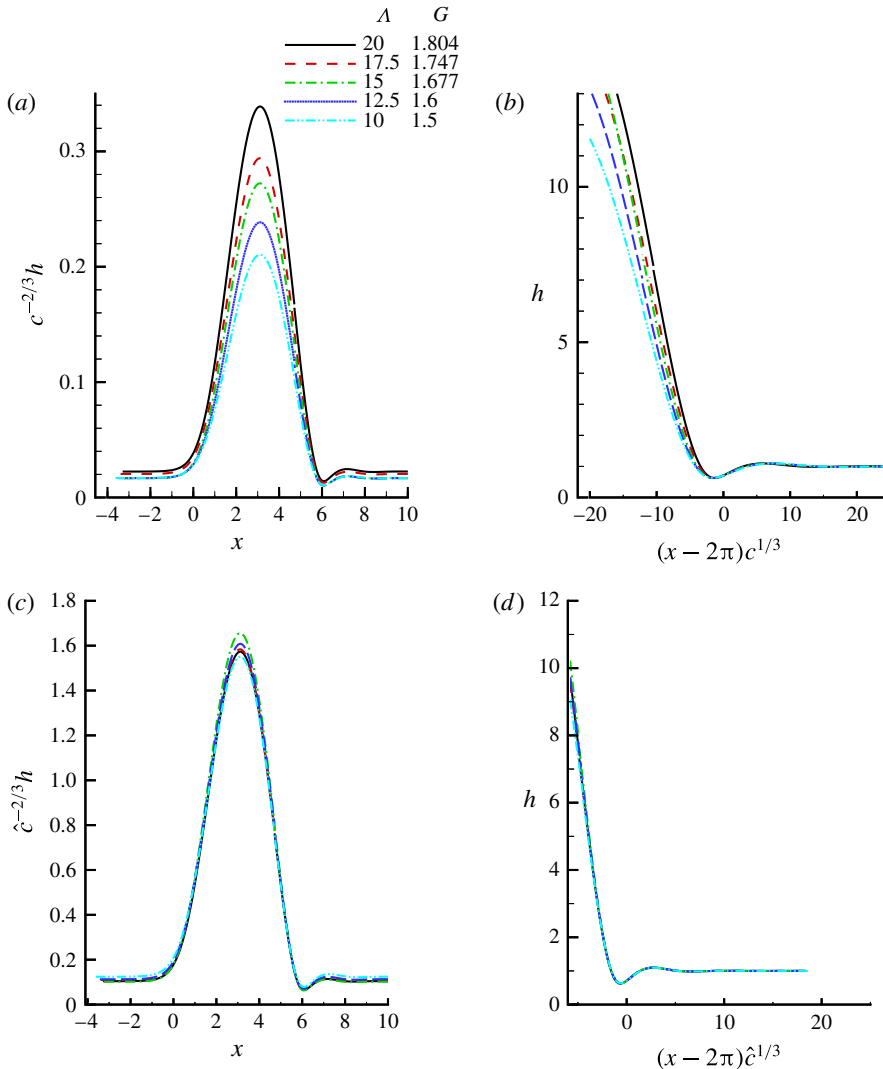 Λ G
20 1.804
17.5 1.747
15 1.677
12.5 1.6
10 1.5
(a)
0.3
0.2
0.1
0
c^{-2/3}h
−4 −2 0 2 4 6 8 10
x
(b)
10
5
0
h
−20 −10 0 10 20
(x − 2π)c^{1/3}
(c)
1.8
1.6
1.4
1.2
1.0
0.8
0.6
0.4
0.2
0
ĉ^{-2/3}h
−4 −2 0 2 4 6 8 10
x
(d)
12
10
8
6
4
2
0
h
0 10 20
(x − 2π)ĉ^{1/3}